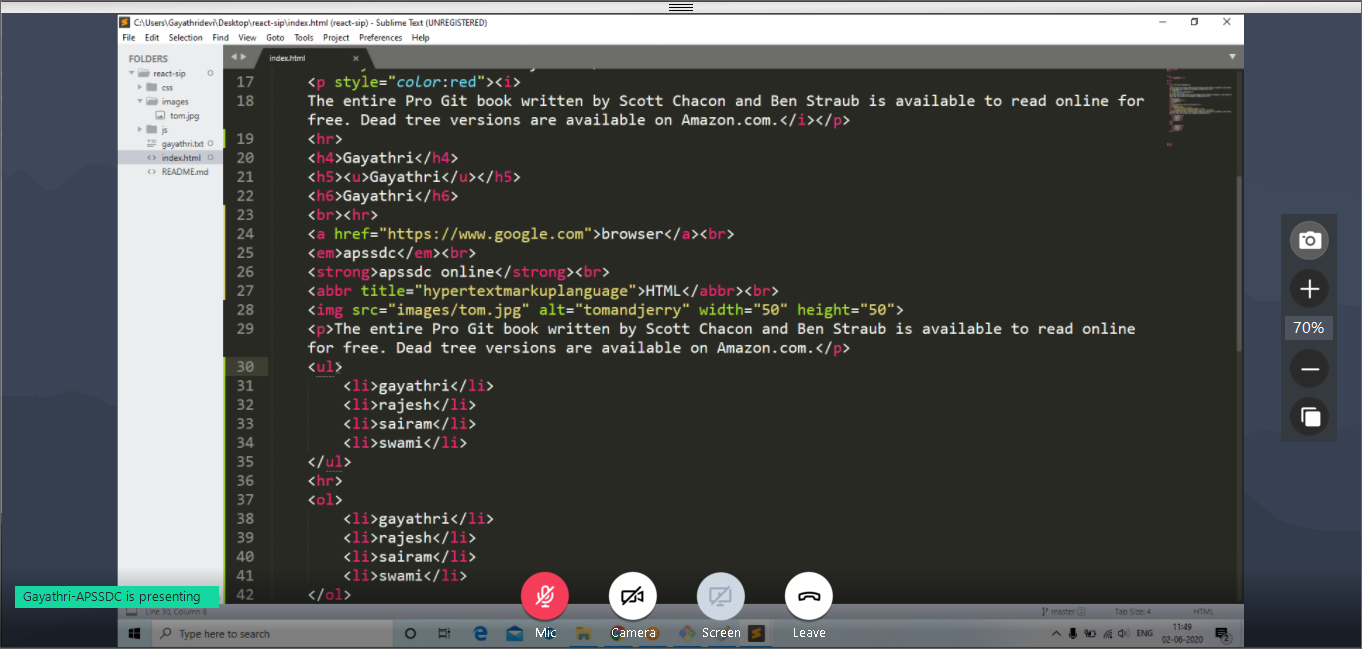 C:\Users\Gayathridevi\Desktop\react-sip\index.html (react-sip) - Sublime Text (UNREGISTERED)
File Edit Selection Find View Goto Tools Project Preferences Help
FOLDERS
react-sip
css
images
tom.jpg
js
gayathri.txt
index.html
README.md
index.html
17 <p style="color:red"><i>
18 The entire Pro Git book written by Scott Chacon and Ben Straub is available to read online for
free. Dead tree versions are available on Amazon.com.</i></p>
19 <hr>
20 <h4>Gayathri</h4>
21 <h5><u>Gayathri</u></h5>
22 <h6>Gayathri</h6>
23 <br><hr>
24 <a href="https://www.google.com">browser</a><br>
25 <em>apssdc</em><br>
26 <strong>apssdc online</strong><br>
27 <abbr title="hypertextmarkuplanguage">HTML</abbr><br>
28 <img src="images/tom.jpg" alt="tomandjerry" width="50" height="50">
29 <p>The entire Pro Git book written by Scott Chacon and Ben Straub is available to read online
for free. Dead tree versions are available on Amazon.com.</p>
30 <ul>
31 <li>gayathri</li>
32 <li>rajesh</li>
33 <li>sairam</li>
34 <li>swami</li>
35 </ul>
36 <hr>
37 <ol>
38 <li>gayathri</li>
39 <li>rajesh</li>
40 <li>sairam</li>
41 <li>swami</li>
42 </ol>
70%
Gayathri-APSSDC is presenting
Line 30, Column 8
master
Tab Size: 4
HTML
Type here to search
Mic
Camera
Screen
Leave
ENG
11:49
02-06-2020